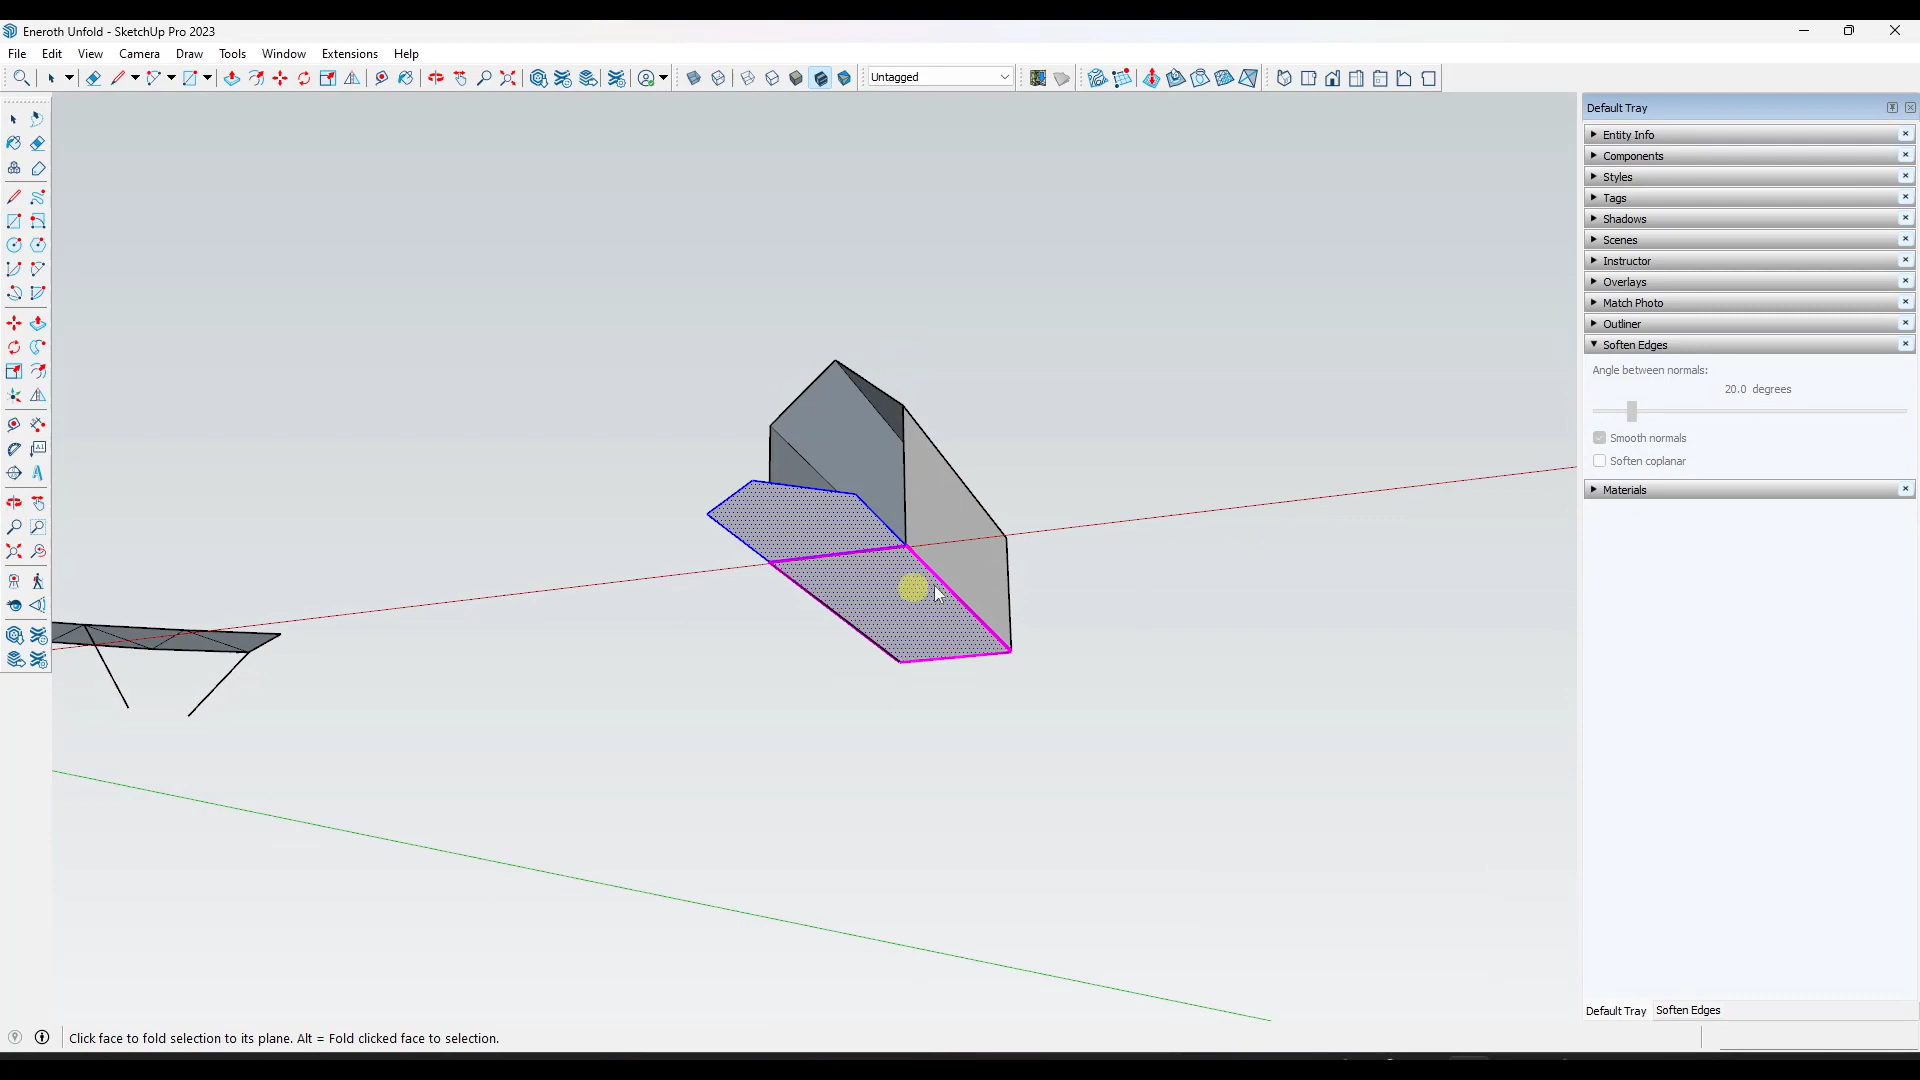 Eneroth Unfold - SketchUp Pro 2023
File Edit View Camera Draw Tools Window Extensions Help
Untagged
Default Tray
Entity Info
Components
Styles
Tags
Shadows
Scenes
Instructor
Overlays
Match Photo
Outliner
Soften Edges
Angle between normals:
20.0 degrees
Smooth normals
Soften coplanar
Materials
Default Tray Soften Edges
Click face to fold selection to its plane. Alt = Fold clicked face to selection.